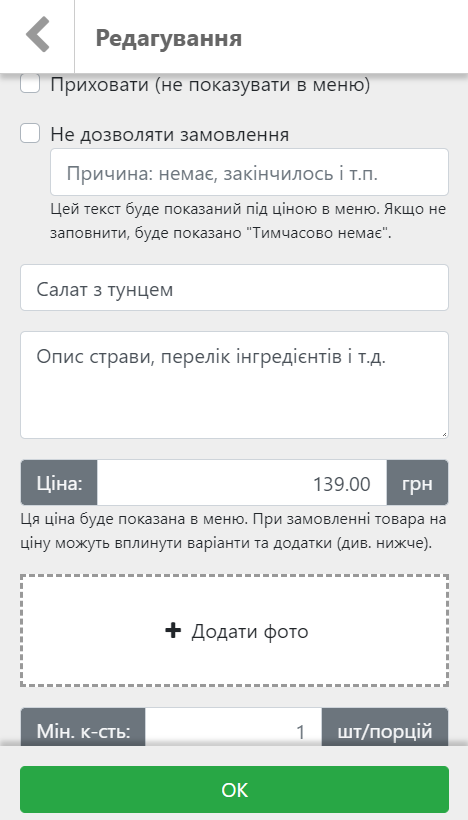 Редагування
Приховати (не показувати в меню)
Не дозволяти замовлення
Причина: немає, закінчилось і т.п.
Цей текст буде показаний під ціною в меню. Якщо не
заповнити, буде показано "Тимчасово немає".
Салат з тунцем
Опис страви, перелік інгредієнтів і т.д.
Ціна: 139.00 грн
Ця ціна буде показана в меню. При замовленні товара на
ціну можуть вплинути варіанти та додатки (див. нижче).
+ Додати фото
Мін. к-сть: 1 шт/порцій
ОК